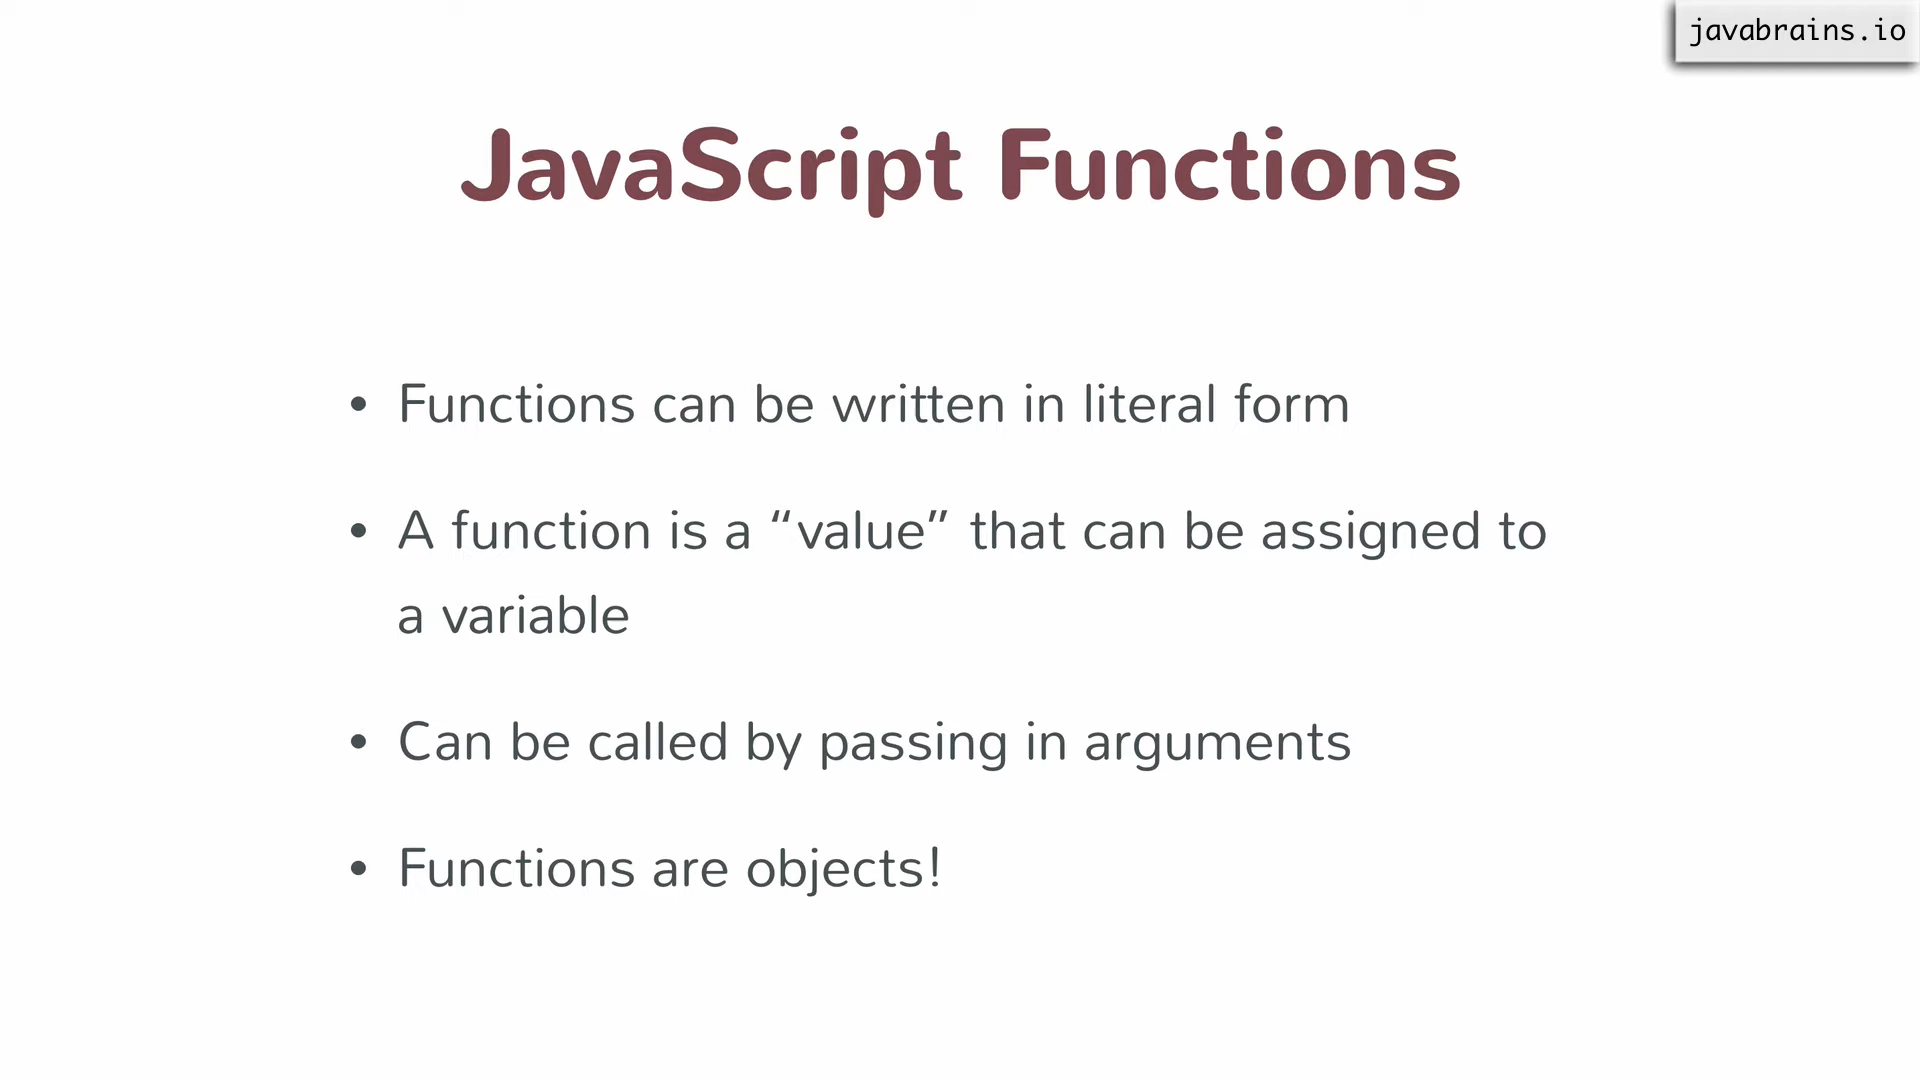 javabrains.io
JavaScript Functions
• Functions can be written in literal form
• A function is a “value” that can be assigned to
a variable
• Can be called by passing in arguments
• Functions are objects!